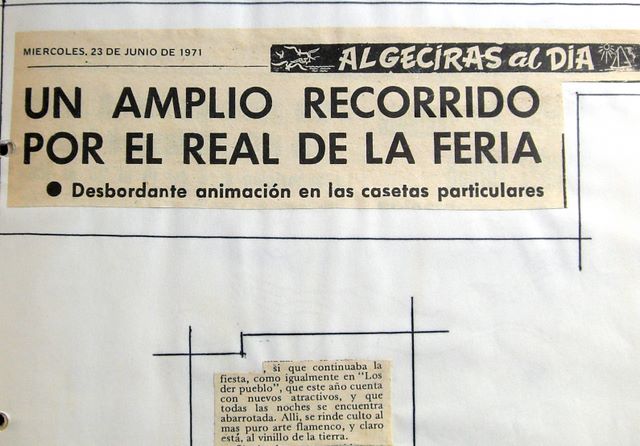 MIERCOLES, 23 DE JUNIO DE 1971
ALGECIRAS al DIA
UN AMPLIO RECORRIDO
POR EL REAL DE LA FERIA
● Desbordante animación en las casetas particulares
si que continuaba la
fiesta, como igualmente en "Los
der pueblo", que este año cuenta
con nuevos atractivos, y que
todas las noches se encuentra
abarrotada. Alli, se rinde culto al
mas puro arte flamenco, y claro
está, al vinillo de la tierra.